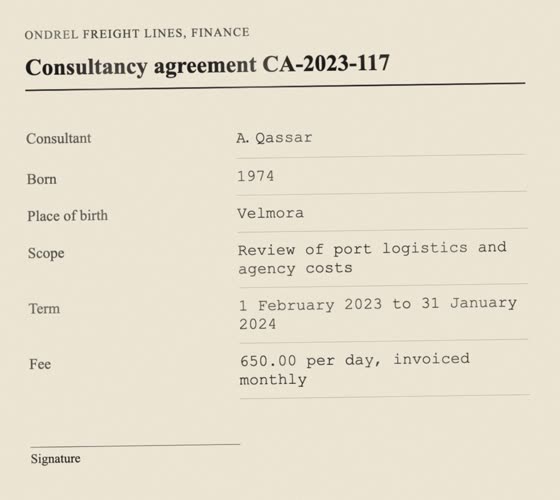 ONDREL FREIGHT LINES, FINANCE
Consultancy agreement CA-2023-117
Consultant A. Qassar
Born 1974
Place of birth Velmora
Scope Review of port logistics and
agency costs
Term 1 February 2023 to 31 January
2024
Fee 650.00 per day, invoiced
monthly
Signature